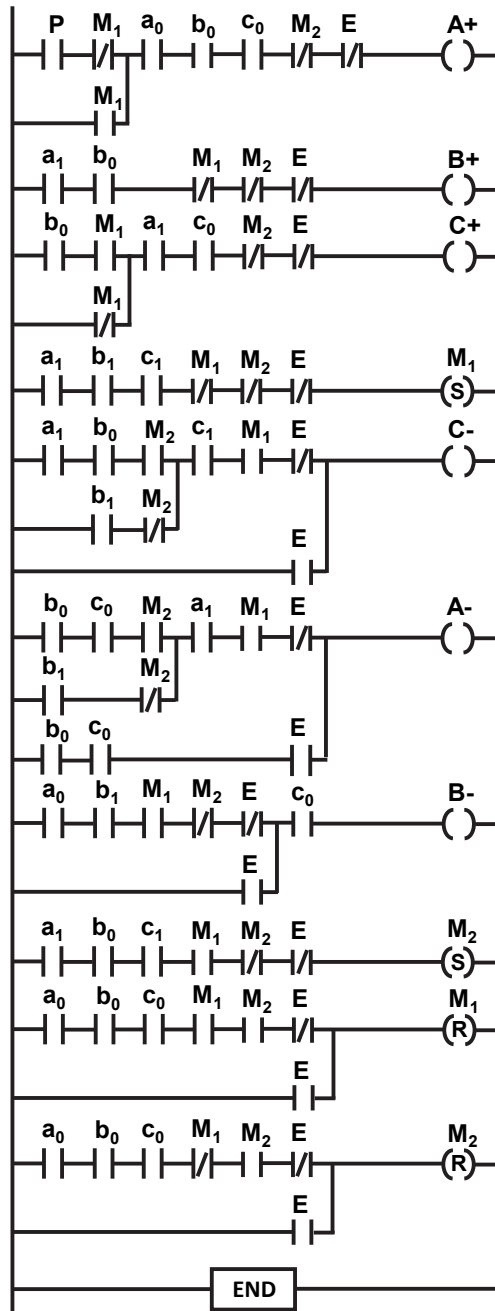 P M₁ a₀ b₀ c₀ M₂ E A+
M₁
a₁ b₀ M₁ M₂ E B+
b₀ M₁ a₁ c₀ M₂ E C+
M₁
a₁ b₁ c₁ M₁ M₂ E M₁
S
a₁ b₀ M₂ c₁ M₁ E C-
b₁ M₂
E
b₀ c₀ M₂ a₁ M₁ E A-
b₁ M₂
b₀ c₀ E
a₀ b₁ M₁ M₂ E c₀ B-
E
a₁ b₀ c₁ M₁ M₂ E M₂
S
a₀ b₀ c₀ M₁ M₂ E M₁
R
E
a₀ b₀ c₀ M₁ M₂ E M₂
R
E
END